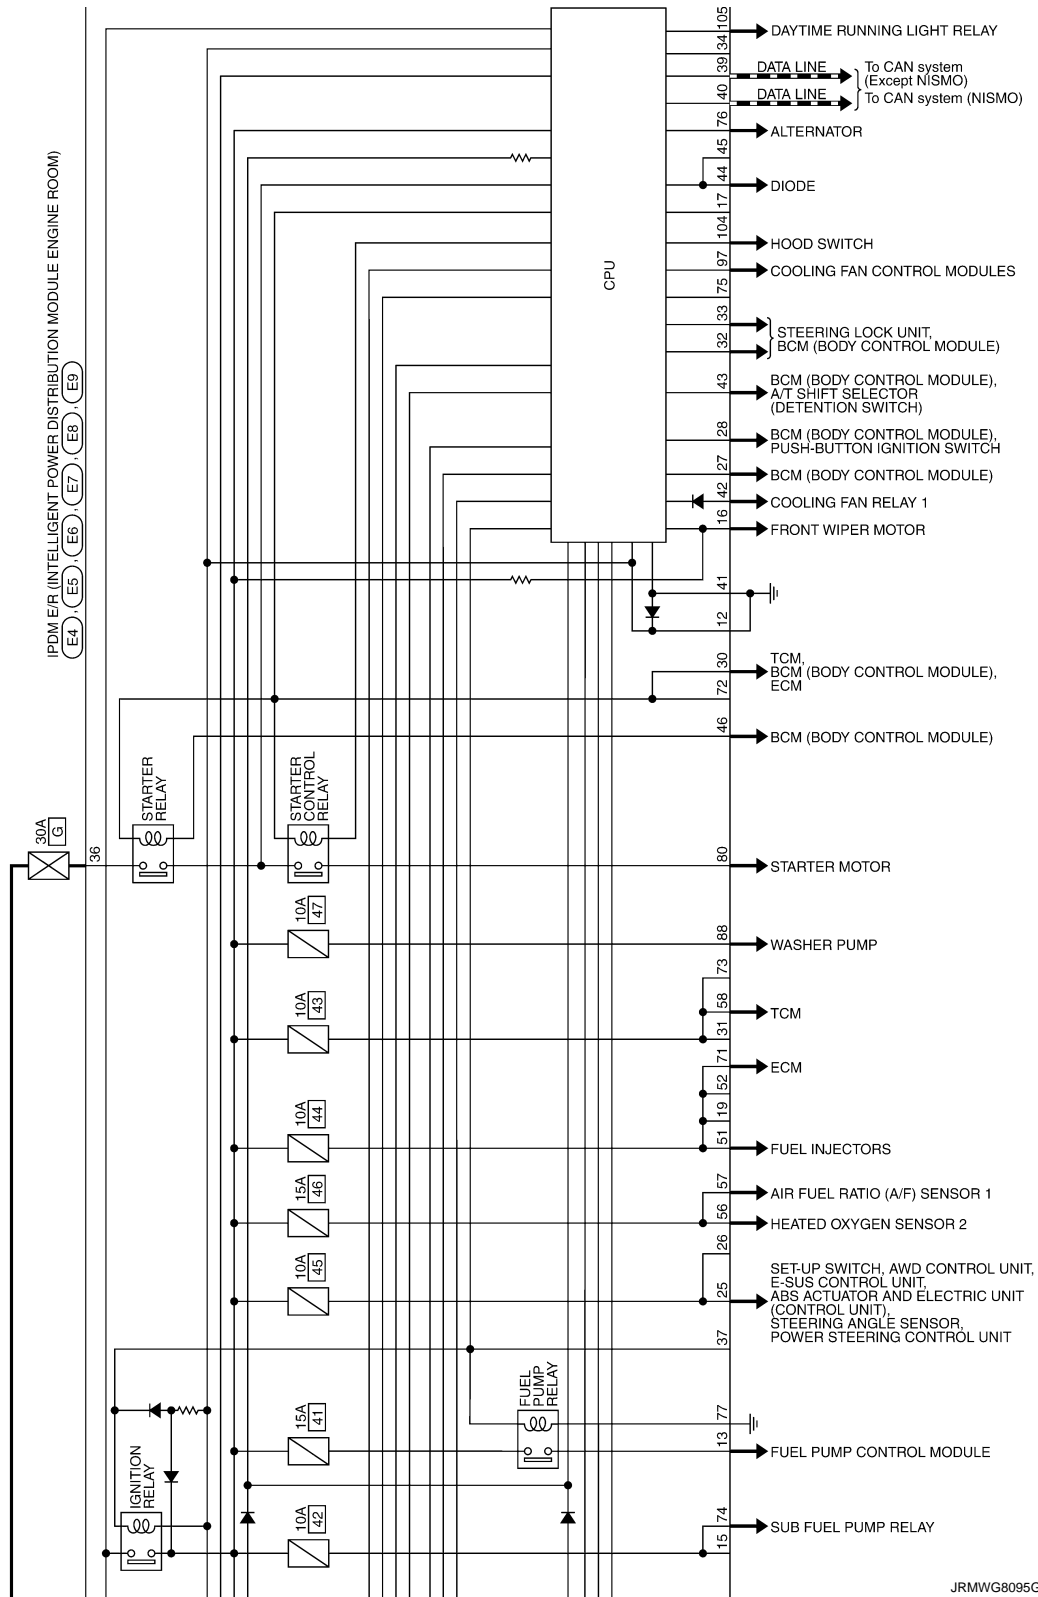 105
DAYTIME RUNNING LIGHT RELAY
34
39
DATA LINE
To CAN system
(Except NISMO)
40
DATA LINE
To CAN system (NISMO)
76
ALTERNATOR
45
44
DIODE
17
104
HOOD SWITCH
97
COOLING FAN CONTROL MODULES
75
CPU
33
32
STEERING LOCK UNIT,
BCM (BODY CONTROL MODULE)
43
BCM (BODY CONTROL MODULE),
A/T SHIFT SELECTOR
(DETENTION SWITCH)
28
BCM (BODY CONTROL MODULE),
PUSH-BUTTON IGNITION SWITCH
27
BCM (BODY CONTROL MODULE)
42
COOLING FAN RELAY 1
16
FRONT WIPER MOTOR
IPDM E/R (INTELLIGENT POWER DISTRIBUTION MODULE ENGINE ROOM)
E4 , E5 , E6 , E7 , E8 , E9
41
12
30
TCM,
BCM (BODY CONTROL MODULE),
ECM
72
46
BCM (BODY CONTROL MODULE)
STARTER
RELAY
STARTER
CONTROL
RELAY
30A
G
36
80
STARTER MOTOR
10A
47
88
WASHER PUMP
73
10A
43
58
TCM
31
71
ECM
52
19
10A
44
51
FUEL INJECTORS
57
AIR FUEL RATIO (A/F) SENSOR 1
15A
46
56
HEATED OXYGEN SENSOR 2
26
10A
45
25
SET-UP SWITCH, AWD CONTROL UNIT,
E-SUS CONTROL UNIT,
ABS ACTUATOR AND ELECTRIC UNIT
(CONTROL UNIT),
STEERING ANGLE SENSOR,
POWER STEERING CONTROL UNIT
37
FUEL
PUMP
RELAY
77
15A
41
13
FUEL PUMP CONTROL MODULE
IGNITION
RELAY
10A
42
74
SUB FUEL PUMP RELAY
15
JRMWG8095G